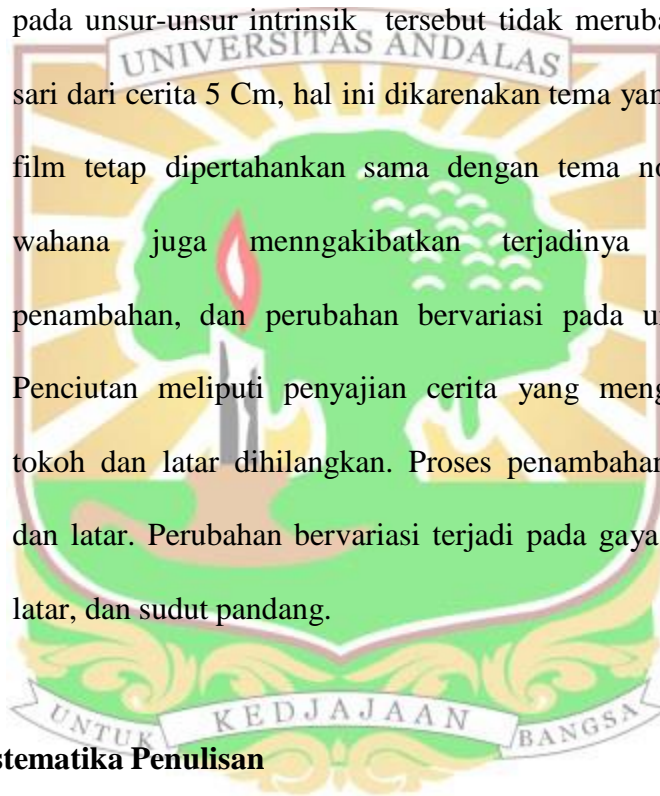 pada unsur-unsur intrinsik tersebut tidak meruba
UNIVERSITAS ANDALAS
sari dari cerita 5 Cm, hal ini dikarenakan tema yan
film tetap dipertahankan sama dengan tema no
wahana juga menngakibatkan terjadinya
penambahan, dan perubahan bervariasi pada u
Penciutan meliputi penyajian cerita yang meng
tokoh dan latar dihilangkan. Proses penambahan
dan latar. Perubahan bervariasi terjadi pada gaya
latar, dan sudut pandang.
UNTUK KEDJAJAAN BANGSA
stematika Penulisan